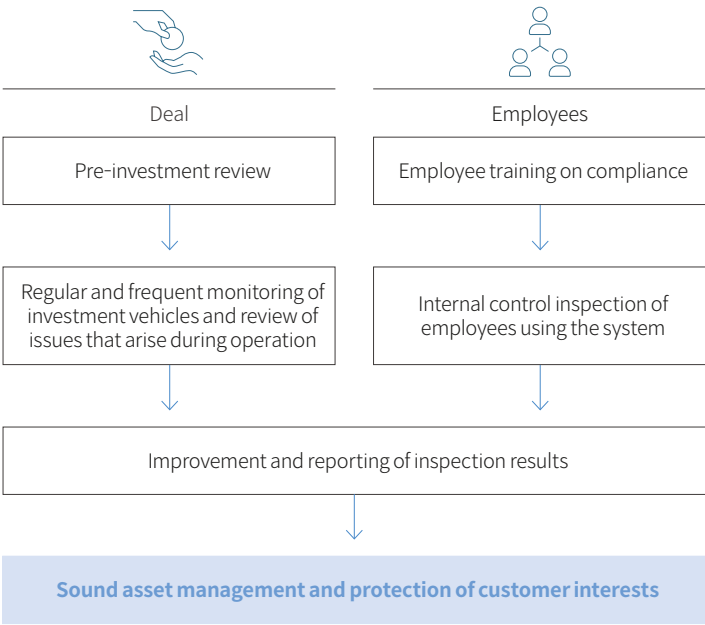 Deal
Employees
Pre-investment review
Employee training on compliance
Regular and frequent monitoring of
investment vehicles and review of
issues that arise during operation
Internal control inspection of
employees using the system
Improvement and reporting of inspection results
Sound asset management and protection of customer interests